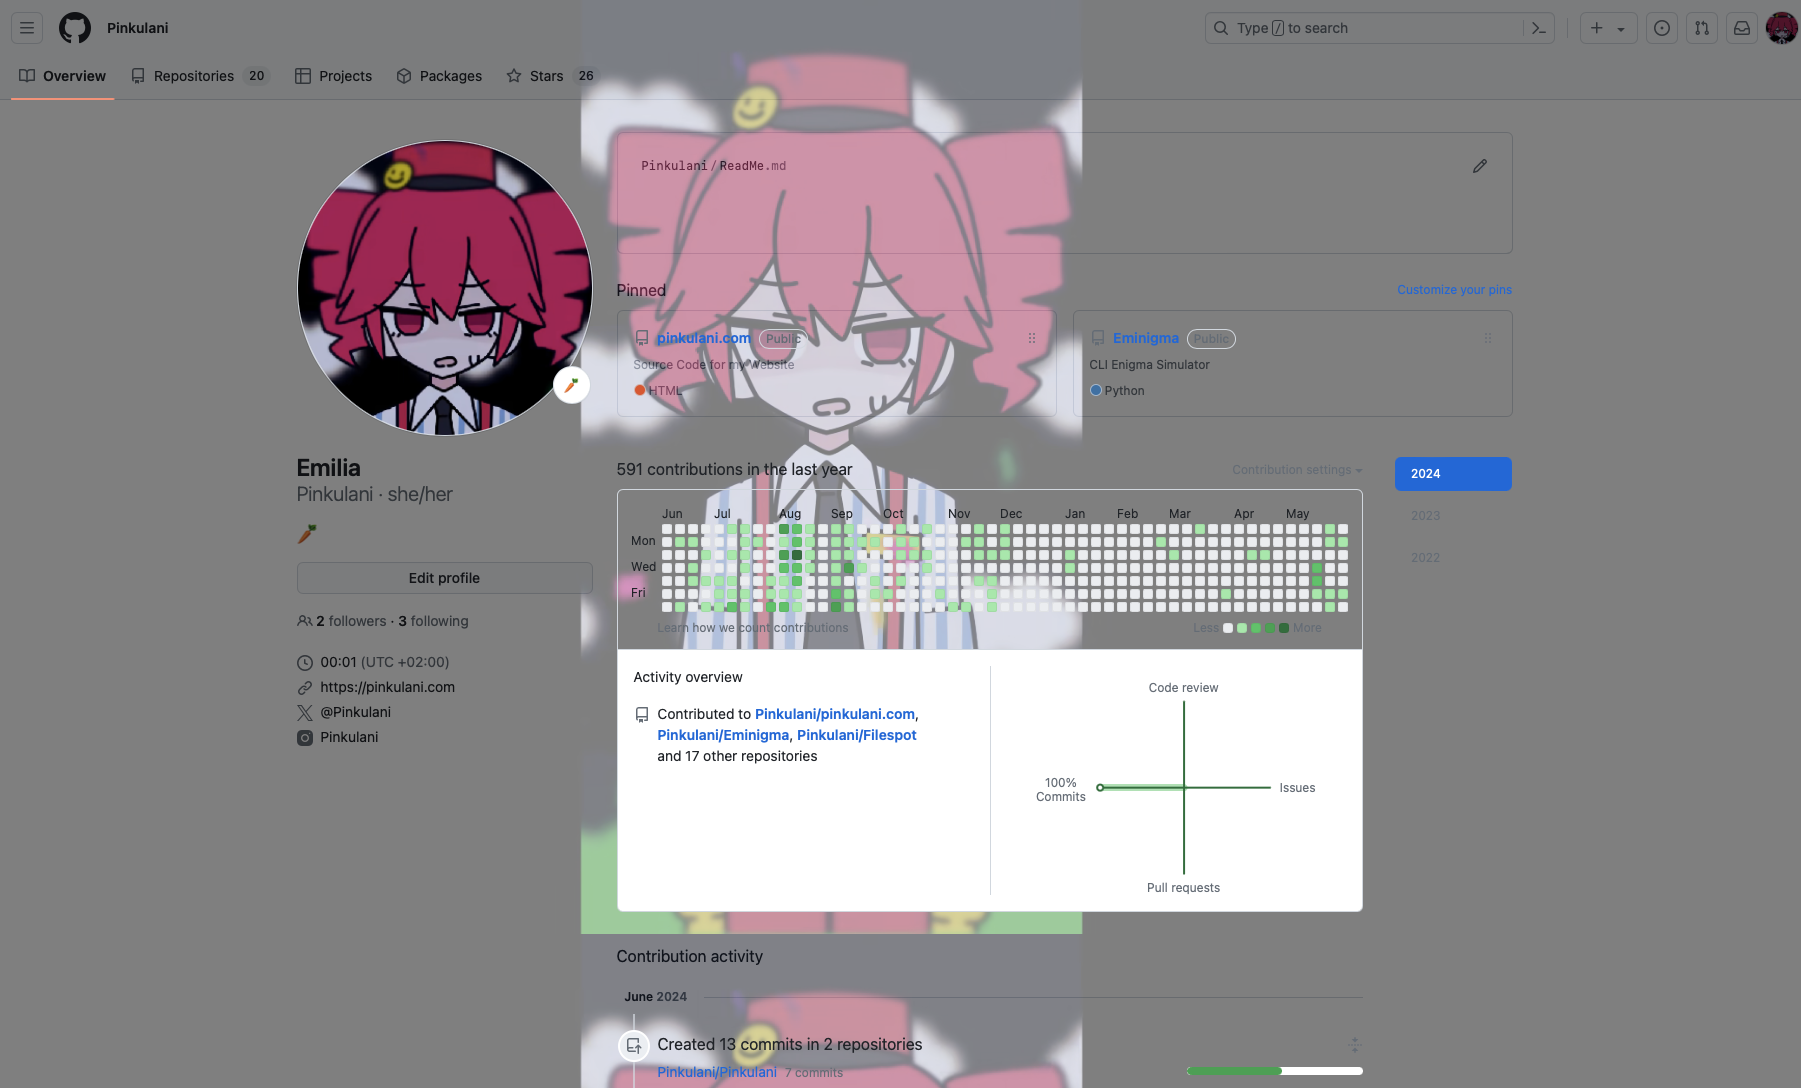 Pinkulani
Type / to search
Overview
Repositories 20
Projects
Packages
Stars 26
Pinkulani / ReadMe.md
Pinned
Customize your pins
pinkulani.com Public
Source Code for my Website
HTML
Eminigma Public
CLI Enigma Simulator
Python
Emilia
Pinkulani · she/her
Edit profile
2 followers · 3 following
00:01 (UTC +02:00)
https://pinkulani.com
@Pinkulani
Pinkulani
591 contributions in the last year
Contribution settings
2024
2023
2022
Jun Jul Aug Sep Oct Nov Dec Jan Feb Mar Apr May
Mon
Wed
Fri
Learn how we count contributions
Less More
Activity overview
Contributed to Pinkulani/pinkulani.com,
Pinkulani/Eminigma, Pinkulani/Filespot
and 17 other repositories
Code review
100%
Commits
Issues
Pull requests
Contribution activity
June 2024
Created 13 commits in 2 repositories
Pinkulani/Pinkulani 7 commits